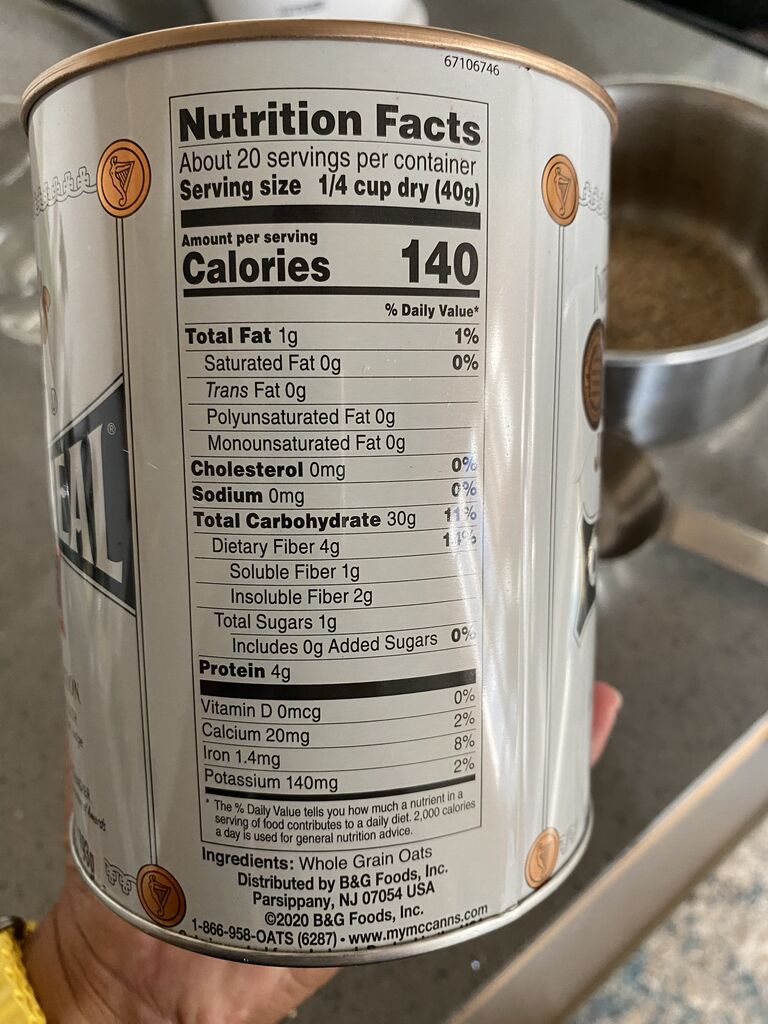 67106746
Nutrition Facts
About 20 servings per container
Serving size 1/4 cup dry (40g)
Amount per serving
Calories 140
% Daily Value*
Total Fat 1g 1%
Saturated Fat 0g 0%
Trans Fat 0g
Polyunsaturated Fat 0g
Monounsaturated Fat 0g
Cholesterol 0mg 0%
Sodium 0mg 0%
Total Carbohydrate 30g 11%
Dietary Fiber 4g 14%
Soluble Fiber 1g
Insoluble Fiber 2g
Total Sugars 1g
Includes 0g Added Sugars 0%
Protein 4g
Vitamin D 0mcg 0%
Calcium 20mg 2%
Iron 1.4mg 8%
Potassium 140mg 2%
* The % Daily Value tells you how much a nutrient in a
serving of food contributes to a daily diet. 2,000 calories
a day is used for general nutrition advice.
Ingredients: Whole Grain Oats
Distributed by B&G Foods, Inc.
Parsippany, NJ 07054 USA
©2020 B&G Foods, Inc.
1-866-958-OATS (6287) • www.mymccanns.com
EAL®